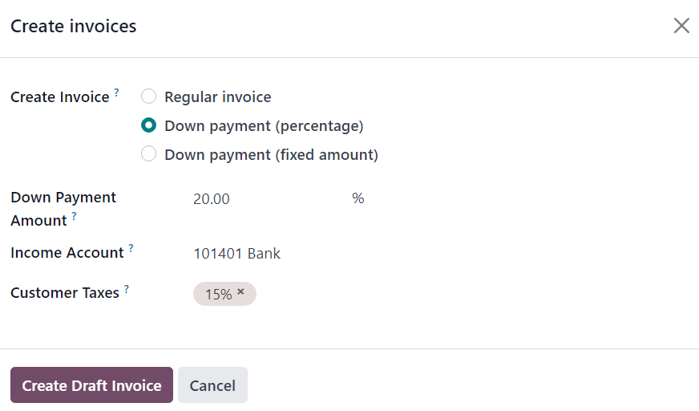 Create invoices
Create Invoice ? Regular invoice
Down payment (percentage)
Down payment (fixed amount)
Down Payment
Amount ? 20.00 %
Income Account ? 101401 Bank
Customer Taxes ? 15% ×
Create Draft Invoice Cancel